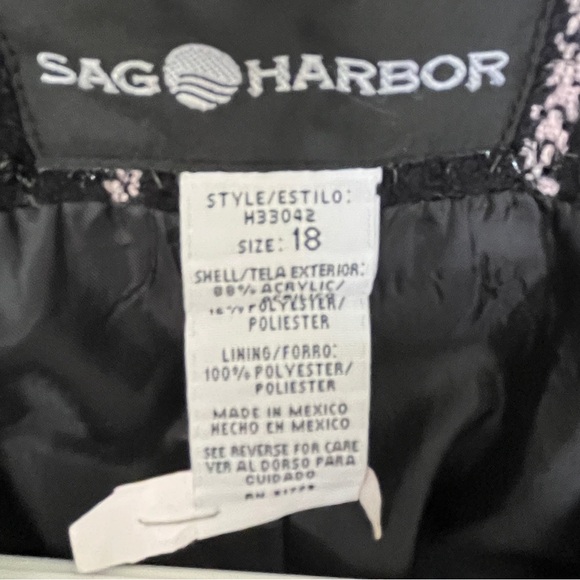 SAG HARBOR
STYLE/ESTILO:
H33042
SIZE: 18
SHELL/TELA EXTERIOR:
ACRYLIC/
POLYESTER/
POLIESTER
LINING/FORRO:
100% POLYESTER/
POLIESTER
MADE IN MEXICO
HECHO EN MEXICO
SEE REVERSE FOR CARE
VER AL DORSO PARA
CUIDADO